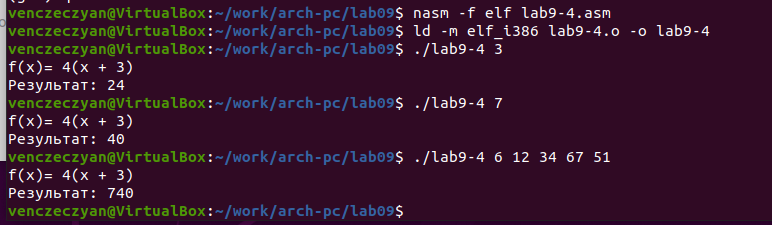 venczeczyan@VirtualBox:~/work/arch-pc/lab09$ nasm -f elf lab9-4.asm
venczeczyan@VirtualBox:~/work/arch-pc/lab09$ ld -m elf_i386 lab9-4.o -o lab9-4
venczeczyan@VirtualBox:~/work/arch-pc/lab09$ ./lab9-4 3
f(x)= 4(x + 3)
Результат: 24
venczeczyan@VirtualBox:~/work/arch-pc/lab09$ ./lab9-4 7
f(x)= 4(x + 3)
Результат: 40
venczeczyan@VirtualBox:~/work/arch-pc/lab09$ ./lab9-4 6 12 34 67 51
f(x)= 4(x + 3)
Результат: 740
venczeczyan@VirtualBox:~/work/arch-pc/lab09$